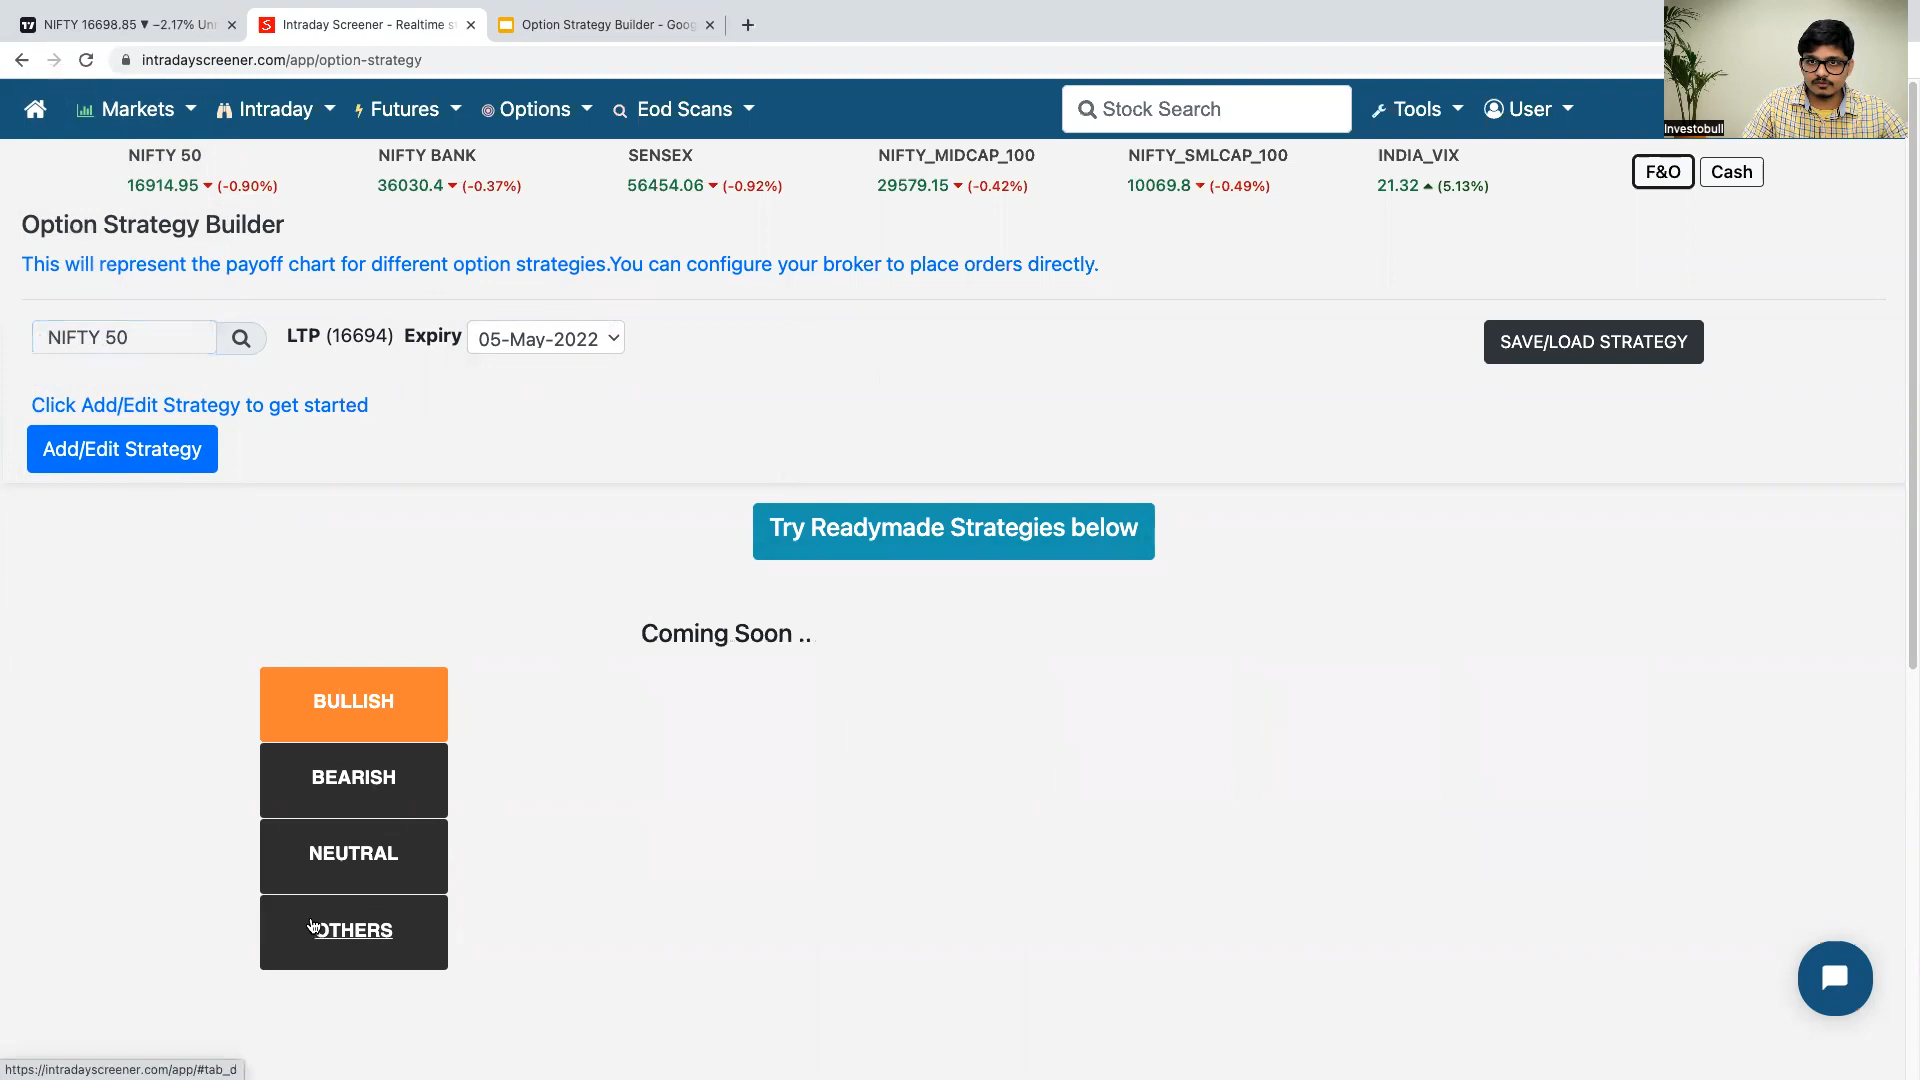 NIFTY 16698.85 ▼ −2.17% Un
Intraday Screener - Realtime s
Option Strategy Builder - Goog
intradayscreener.com/app/option-strategy
Markets
Intraday
Futures
Options
Eod Scans
Stock Search
Tools
User
Investobull
NIFTY 50
16914.95 ▼ (-0.90%)
NIFTY BANK
36030.4 ▼ (-0.37%)
SENSEX
56454.06 ▼ (-0.92%)
NIFTY_MIDCAP_100
29579.15 ▼ (-0.42%)
NIFTY_SMLCAP_100
10069.8 ▼ (-0.49%)
INDIA_VIX
21.32 ▲ (5.13%)
F&O
Cash
Option Strategy Builder
This will represent the payoff chart for different option strategies.You can configure your broker to place orders directly.
NIFTY 50
LTP (16694) Expiry 05-May-2022
SAVE/LOAD STRATEGY
Click Add/Edit Strategy to get started
Add/Edit Strategy
Try Readymade Strategies below
Coming Soon ..
BULLISH
BEARISH
NEUTRAL
OTHERS
https://intradayscreener.com/app/#tab_d